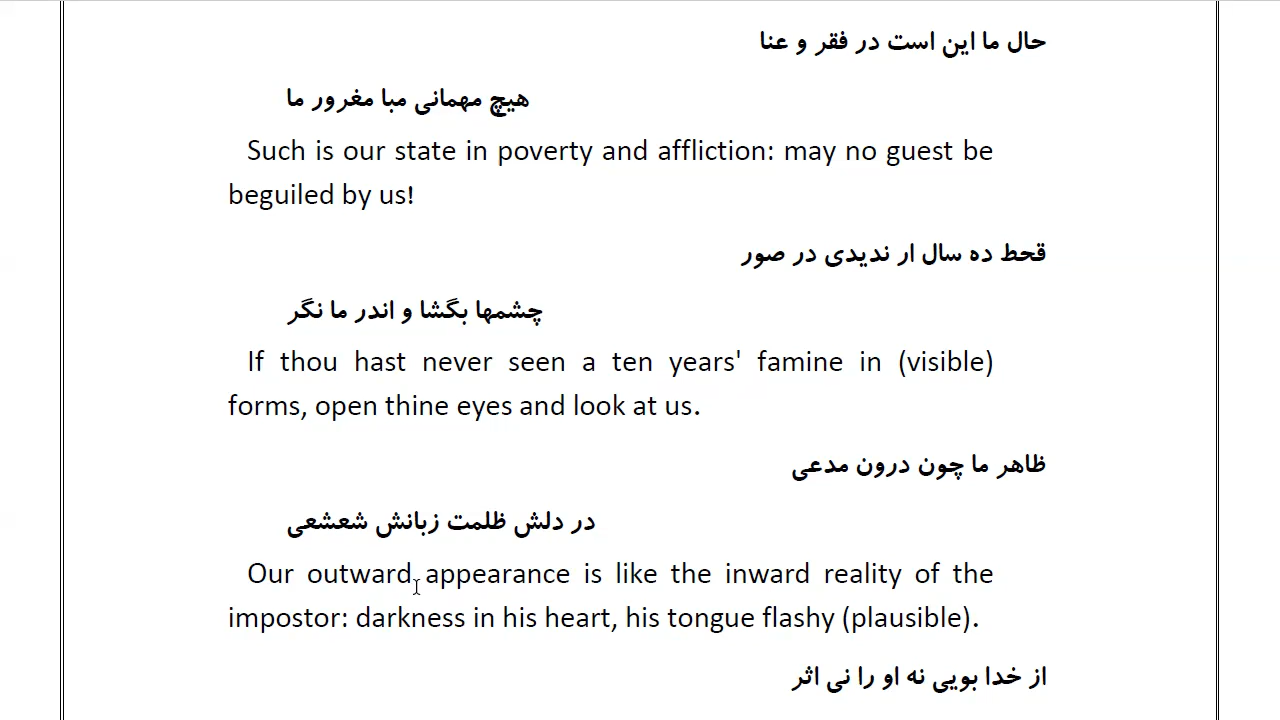 حال ما این است در فقر و عنا
هیچ مهمانی مبا مغرور ما
Such is our state in poverty and affliction: may no guest be
beguiled by us!
قحط ده سال ار ندیدی در صور
چشمها بگشا و اندر ما نگر
If thou hast never seen a ten years' famine in (visible)
forms, open thine eyes and look at us.
ظاهر ما چون درون مدعی
در دلش ظلمت زبانش شعشعی
Our outward appearance is like the inward reality of the
impostor: darkness in his heart, his tongue flashy (plausible).
از خدا بویی نه او را نی اثر